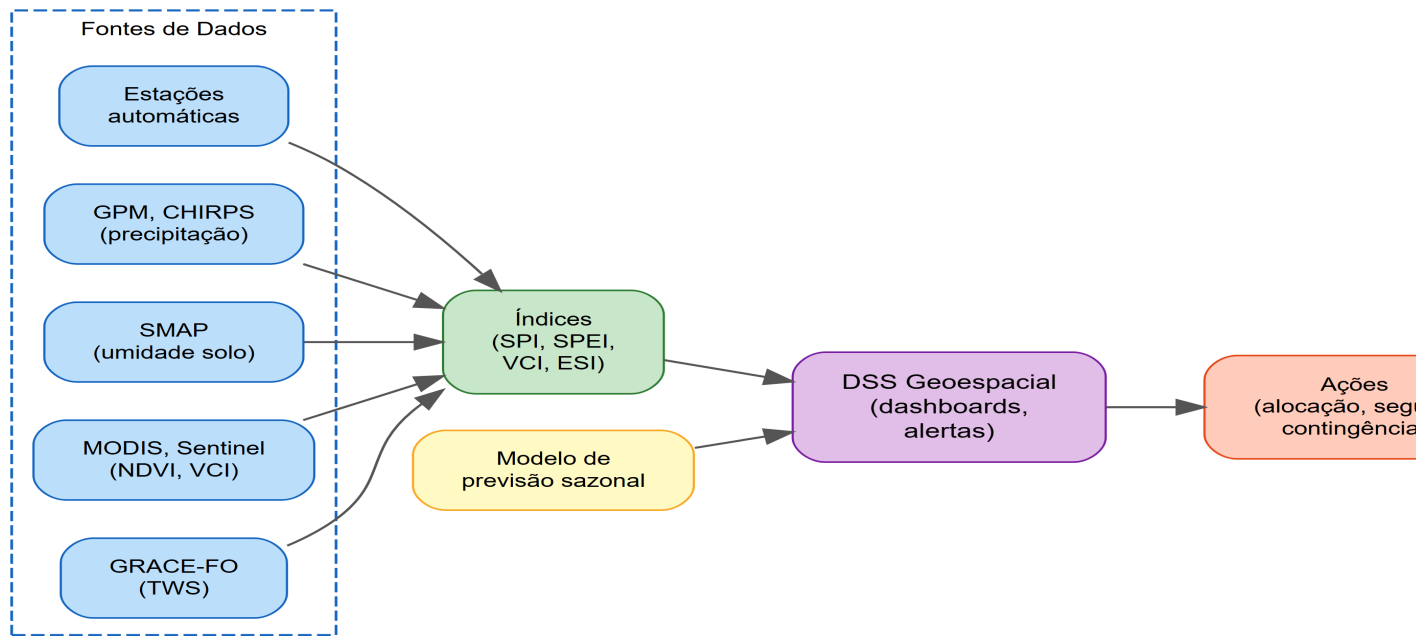 Fontes de Dados
Estações
automáticas
GPM, CHIRPS
(precipitação)
SMAP
(umidade solo)
MODIS, Sentinel
(NDVI, VCI)
GRACE-FO
(TWS)
Índices
(SPI, SPEI,
VCI, ESI)
Modelo de
previsão sazonal
DSS Geoespacial
(dashboards,
alertas)
Ações
(alocação,
contingência